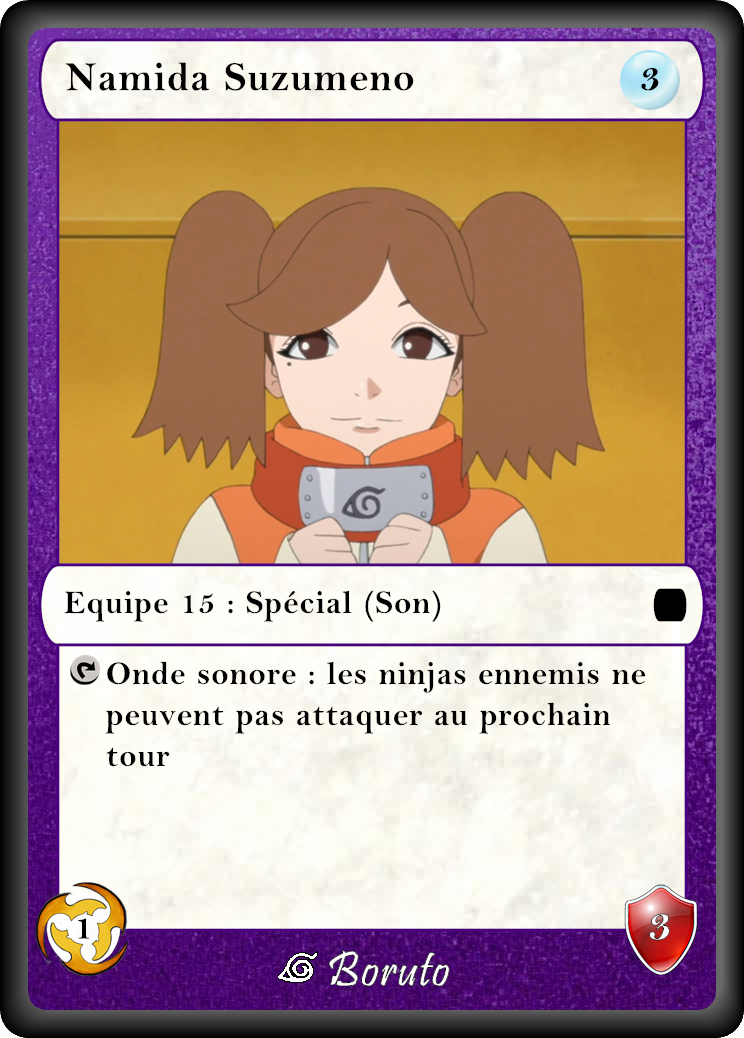 Namida Suzumeno
3
Equipe 15 : Spécial (Son)
Onde sonore : les ninjas ennemis ne
peuvent pas attaquer au prochain
tour
1
3
Boruto